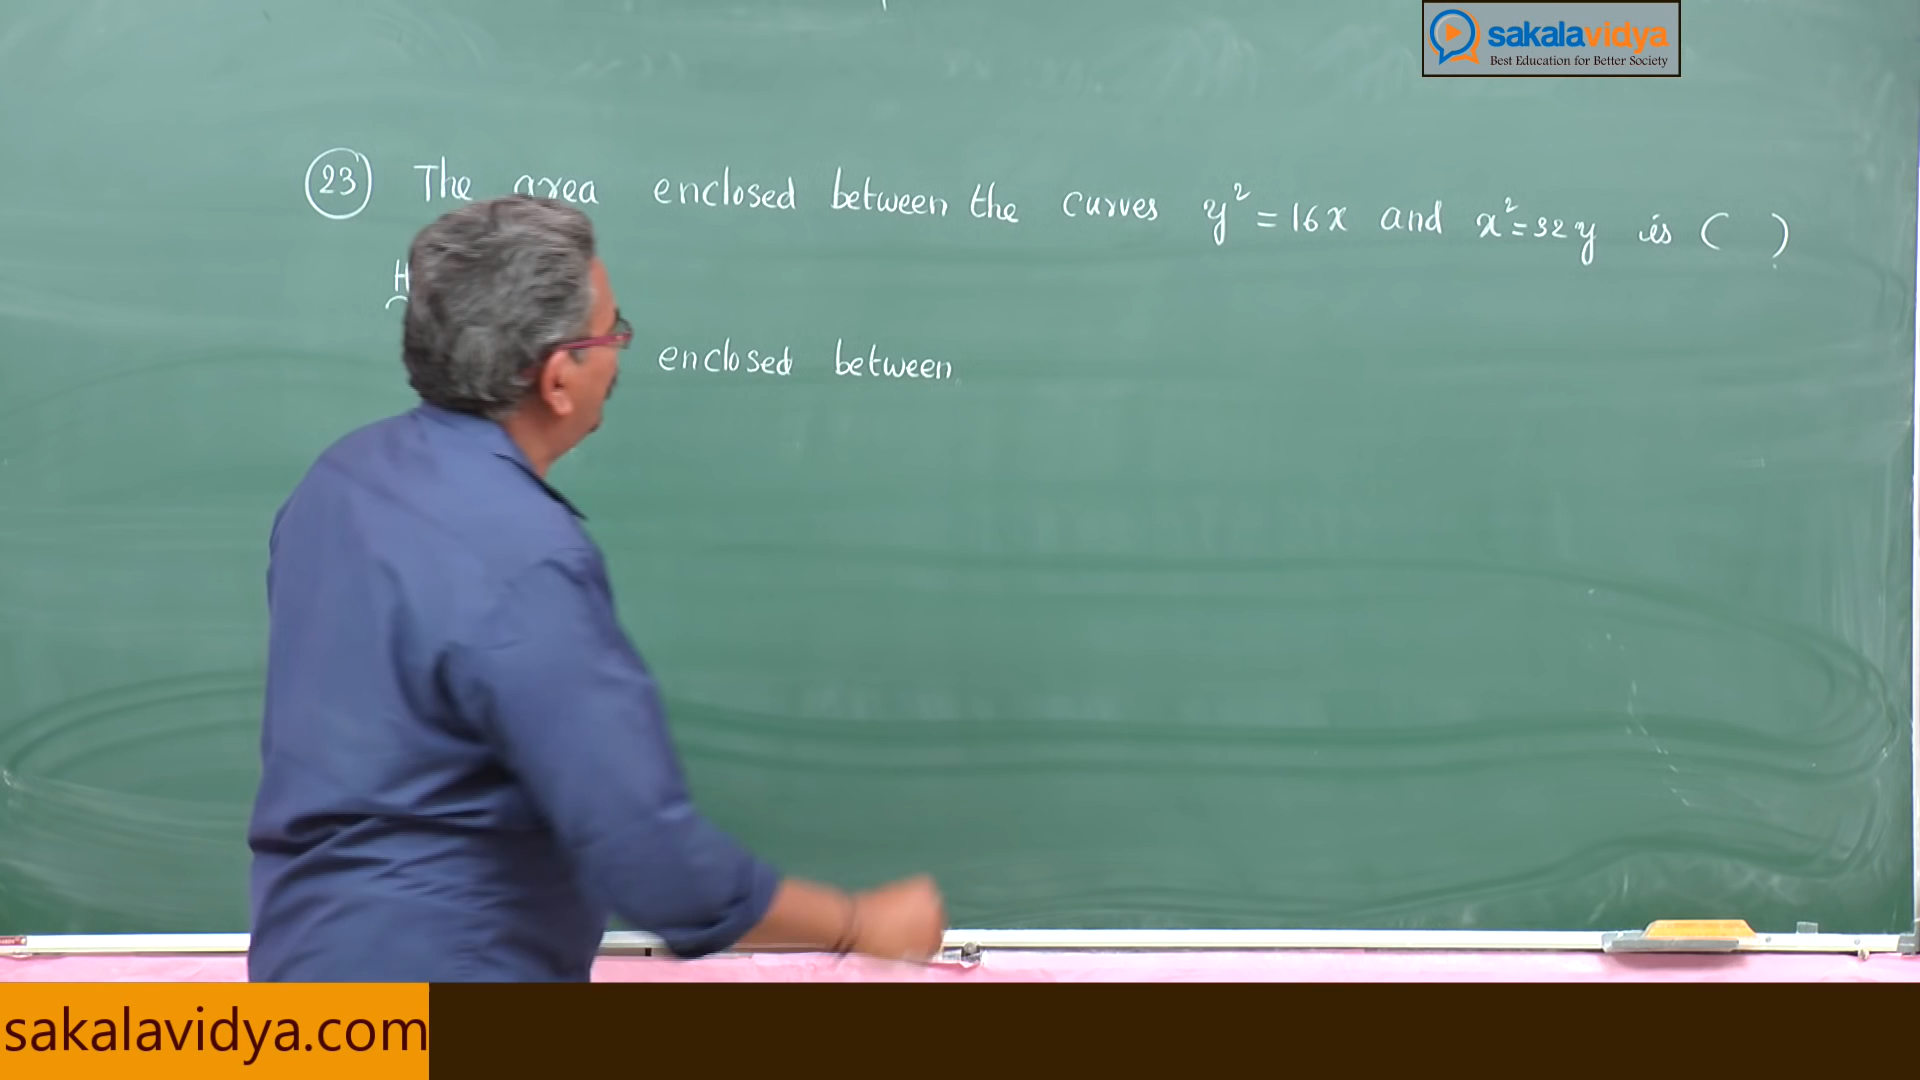 sakalavidya
Best Education for Better Society
23 The area enclosed between the curves y² = 16x and x² = 32y is ( )
H
enclosed between
sakalavidya.com